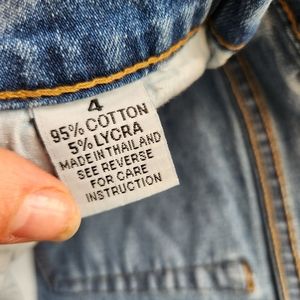 4
95% COTTON
5% LYCRA
MADE IN THAILAND
SEE REVERSE
FOR CARE
INSTRUCTION